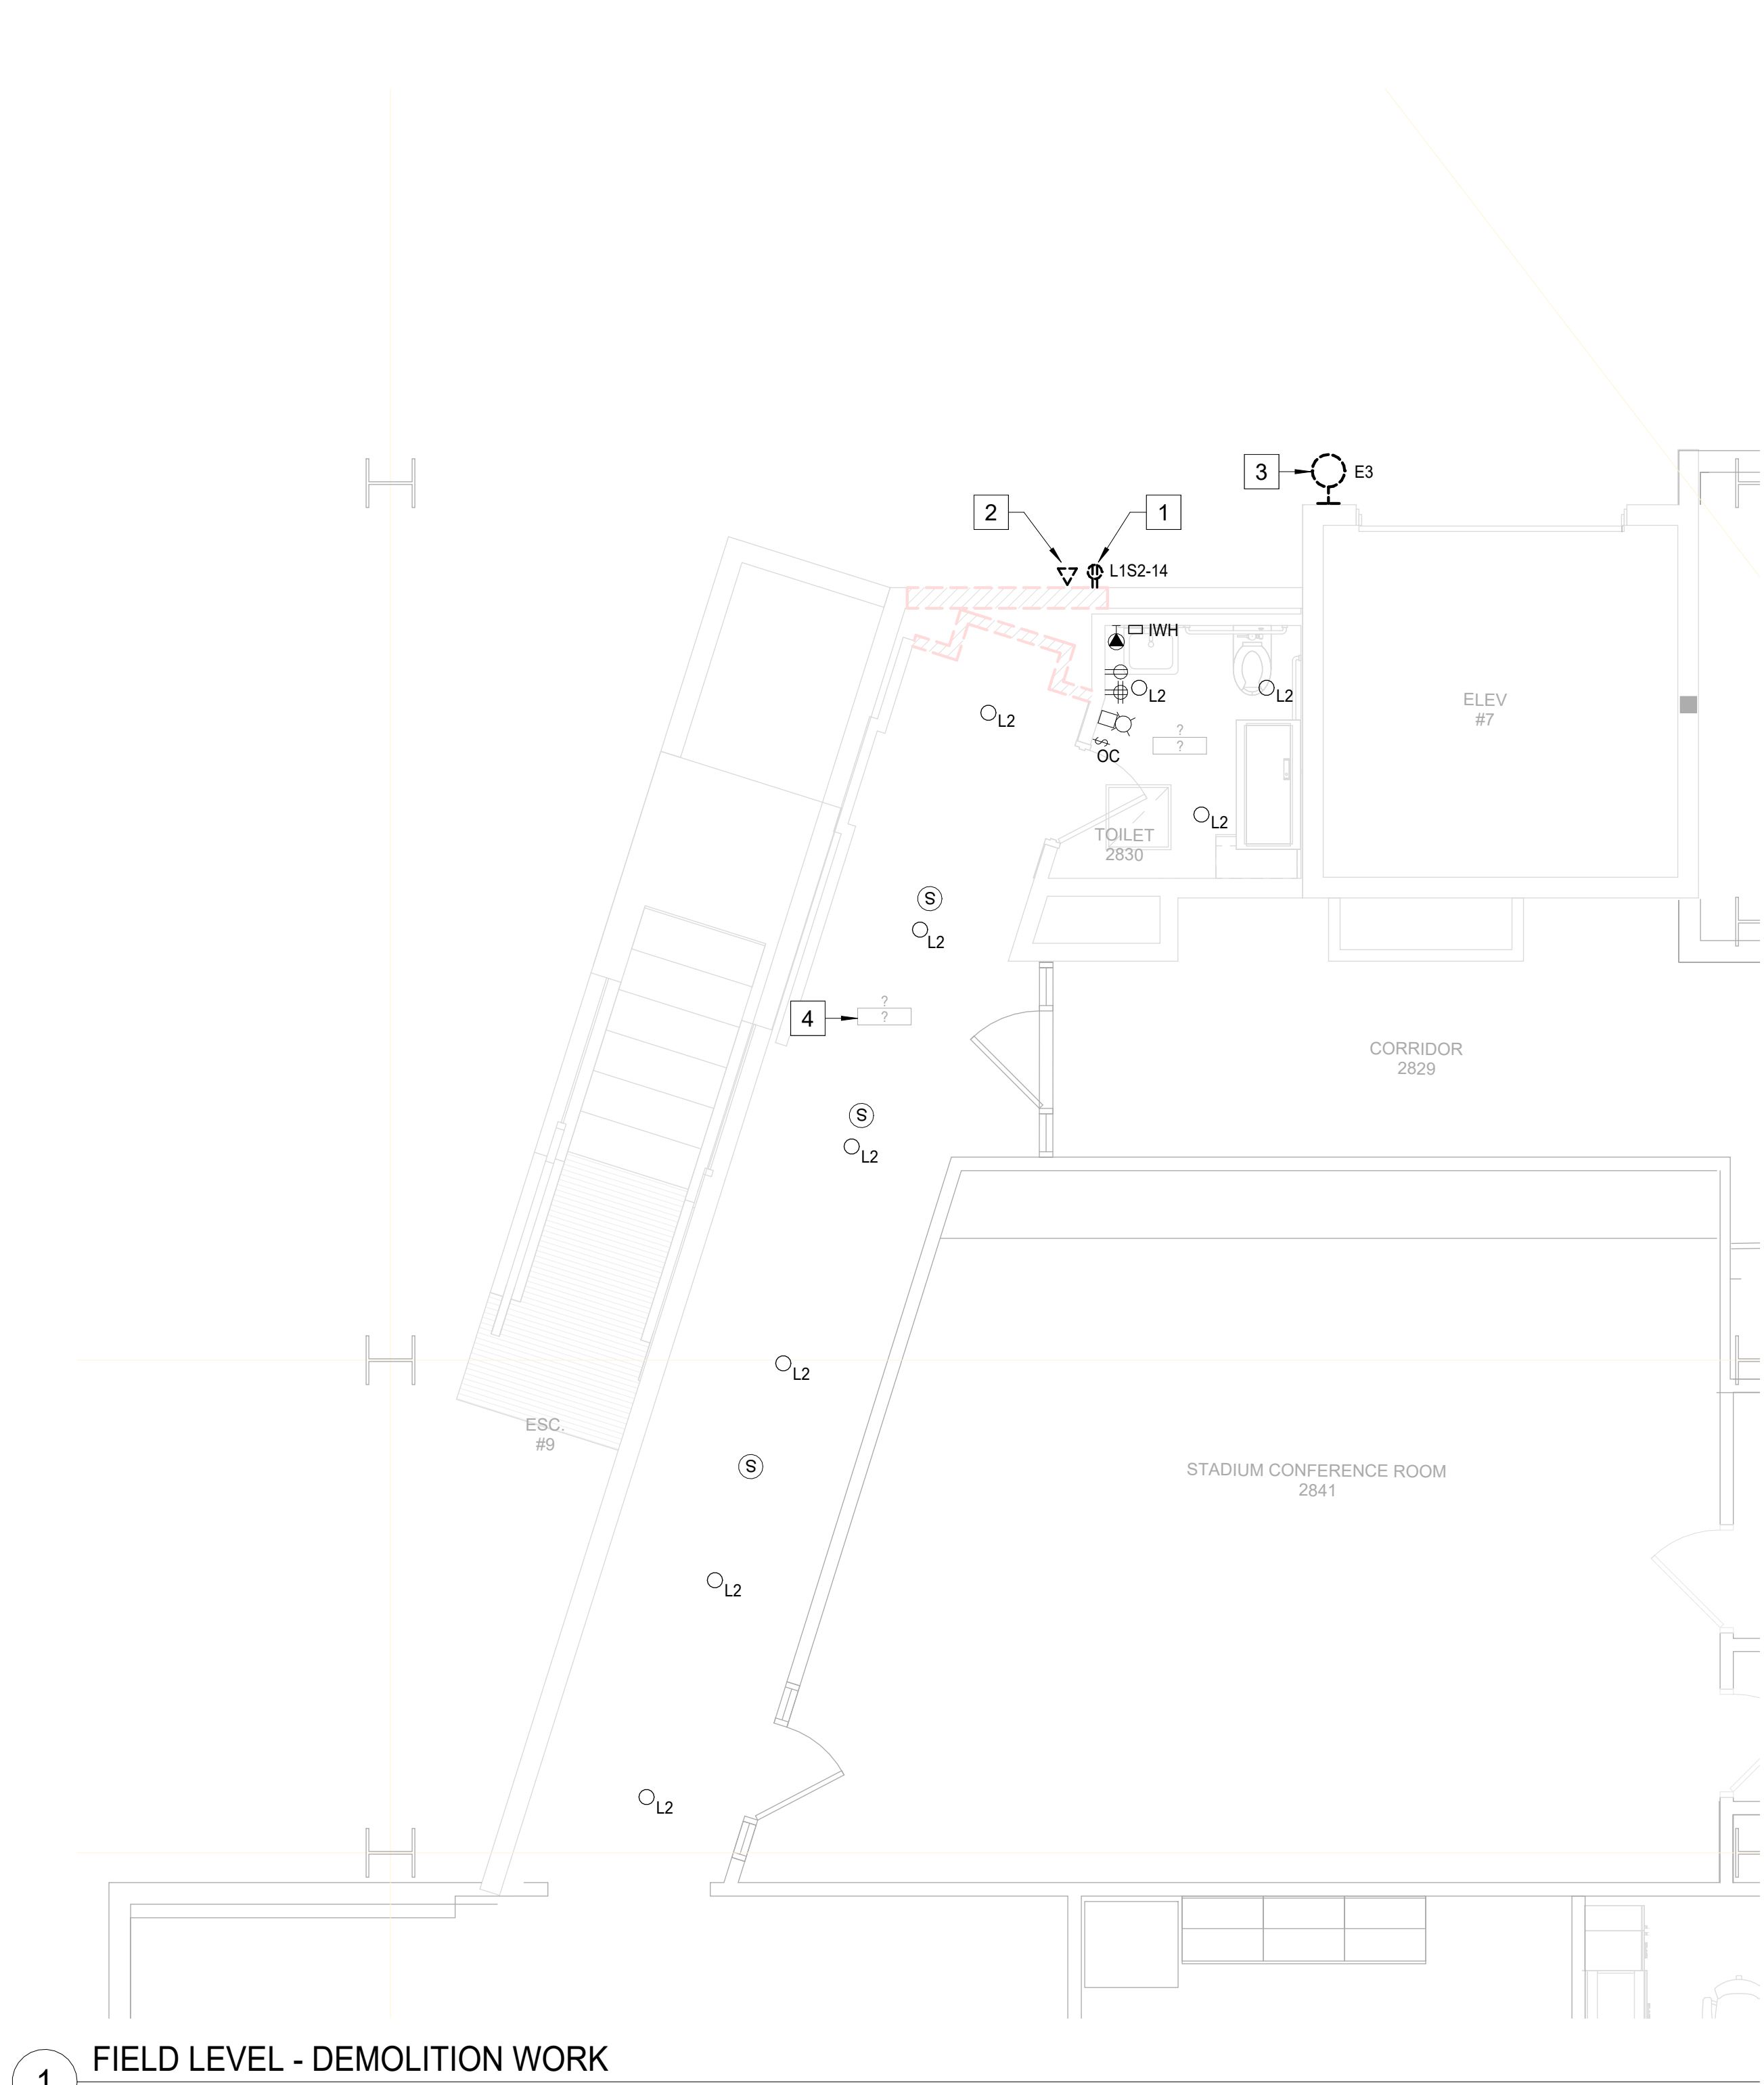 3
E3
2
1
L1S2-14
IWH
L2
L2
L2
ELEV
#7
?
?
OC
L2
TOILET
2830
S
L2
?
4
?
CORRIDOR
2829
S
L2
L2
ESC.
#9
S
STADIUM CONFERENCE ROOM
2841
L2
L2
FIELD LEVEL - DEMOLITION WORK
1